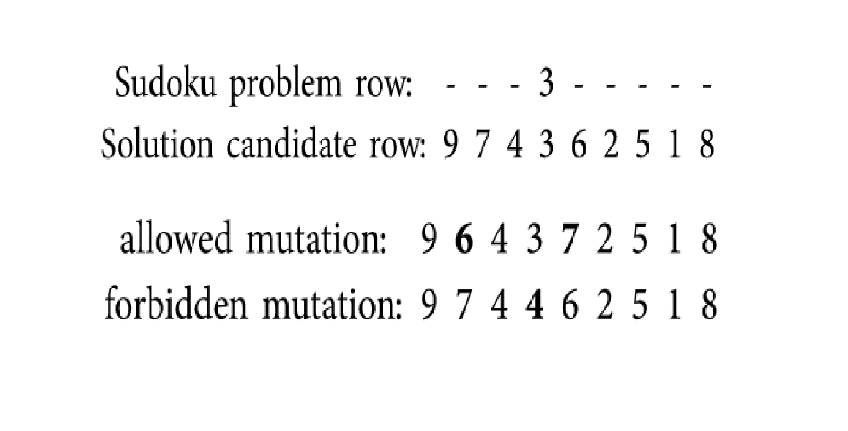 Sudoku problem row: - - - 3 - - - - -
Solution candidate row: 9 7 4 3 6 2 5 1 8
allowed mutation: 9 6 4 3 7 2 5 1 8
forbidden mutation: 9 7 4 4 6 2 5 1 8